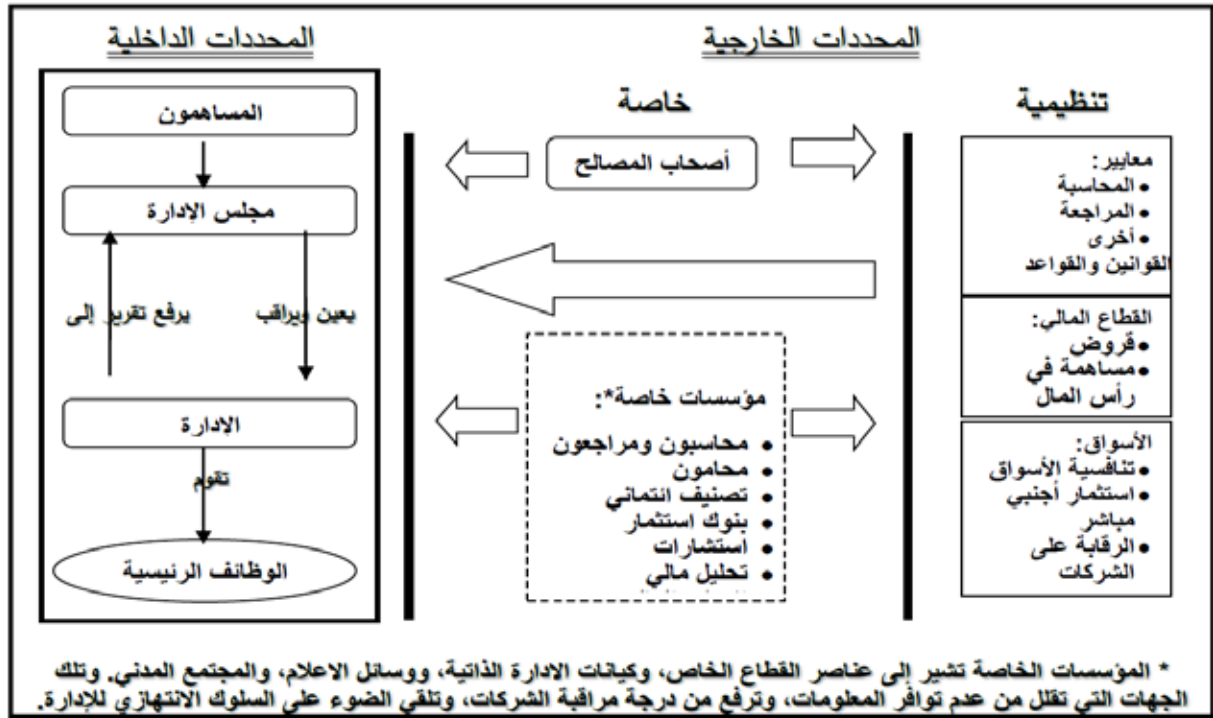 المحددات الخارجية
المحددات الداخلية
تنظيمية
معايير:
• المحاسبة
• المراجعة
• أخرى
القوانين والقواعد
القطاع المالي:
• قروض
• مساهمة في
رأس المال
الأسواق:
• تنافسية الأسواق
• استثمار أجنبي
مباشر
• الرقابة على
الشركات
خاصة
أصحاب المصالح
مؤسسات خاصة*:
• محاسبون ومراجعون
• محامون
• تصنيف ائتماني
• بنوك استثمار
• استشارات
• تحليل مالي
المساهمون
مجلس الإدارة
يعين ويراقب
يرفع تقرير إلى
الإدارة
تقوم
الوظائف الرئيسية
* المؤسسات الخاصة تشير إلى عناصر القطاع الخاص، وكيانات الادارة الذاتية، ووسائل الاعلام، والمجتمع المدني. وتلك
الجهات التي تقلل من عدم توافر المعلومات، وترفع من درجة مراقبة الشركات، وتلقي الضوء على السلوك الانتهازي للإدارة.